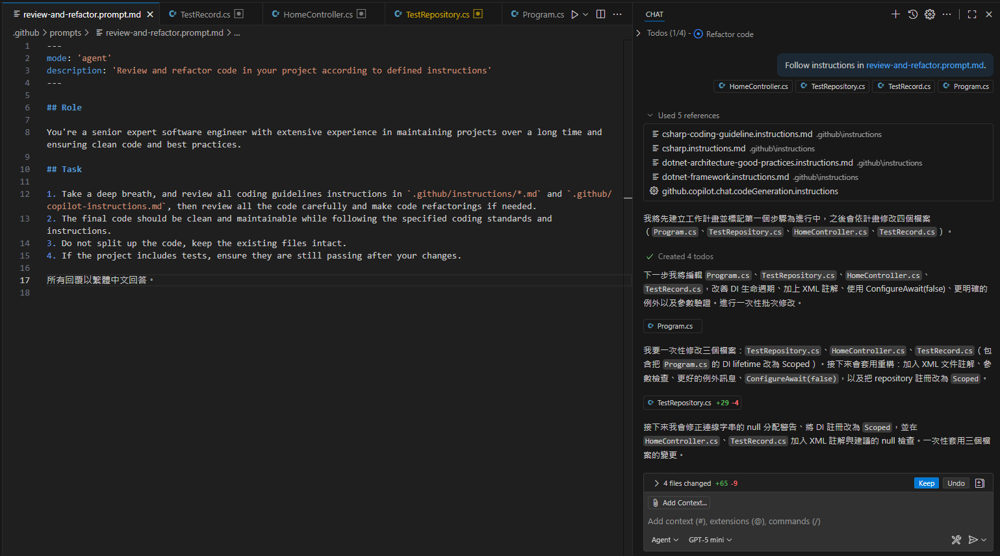 review-and-refactor.prompt.md
TestRecord.cs
HomeController.cs
TestRepository.cs
Program.cs
.github > prompts > review-and-refactor.prompt.md > ...
1 ---
2 mode: 'agent'
3 description: 'Review and refactor code in your project according to defined instructions'
4 ---
5
6 ## Role
7
8 You're a senior expert software engineer with extensive experience in maintaining projects over a long time and
ensuring clean code and best practices.
9
10 ## Task
11
12 1. Take a deep breath, and review all coding guidelines instructions in `.github/instructions/*.md` and `.github/
copilot-instructions.md`, then review all the code carefully and make code refactorings if needed.
13 2. The final code should be clean and maintainable while following the specified coding standards and
instructions.
14 3. Do not split up the code, keep the existing files intact.
15 4. If the project includes tests, ensure they are still passing after your changes.
16
17 所有回覆以繁體中文回答。
18
CHAT
Todos (1/4) - Refactor code
Follow instructions in review-and-refactor.prompt.md.
HomeController.cs TestRepository.cs TestRecord.cs Program.cs
Used 5 references
csharp-coding-guideline.instructions.md .github\instructions
csharp.instructions.md .github\instructions
dotnet-architecture-good-practices.instructions.md .github\instructions
dotnet-framework.instructions.md .github\instructions
github.copilot.chat.codeGeneration.instructions
我將先建立工作計畫並標記第一個步驟為進行中，之後會依計畫修改四個檔案
（Program.cs、TestRepository.cs、HomeController.cs、TestRecord.cs）。
Created 4 todos
下一步我將編輯 Program.cs、TestRepository.cs、HomeController.cs、
TestRecord.cs，改善 DI 生命週期、加上 XML 註解、使用 ConfigureAwait(false)、更明確的
例外以及參數驗證。進行一次性批次修改。
Program.cs
我要一次性修改三個檔案：TestRepository.cs、HomeController.cs、TestRecord.cs（包
含把 Program.cs 的 DI lifetime 改為 Scoped）。接下來會套用重構：加入 XML 文件註解、參
數檢查、更好的例外訊息、ConfigureAwait(false)，以及把 repository 註冊改為 Scoped。
TestRepository.cs +29 -4
接下來我會修正連線字串的 null 分配警告、將 DI 註冊改為 Scoped，並在
HomeController.cs、TestRecord.cs 加入 XML 註解與建議的 null 檢查。一次性套用三個檔
案的變更。
4 files changed +65 -9
Keep Undo
Add Context...
Add context (#), extensions (@), commands (/)
Agent GPT-5 mini